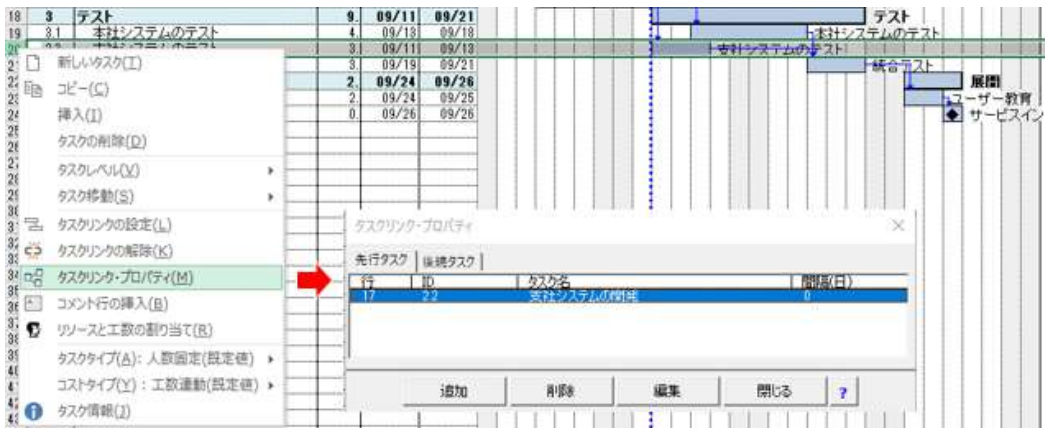 18 3 テスト 9. 09/11 09/21 テスト
19 3.1 本社システムのテスト 4. 09/13 09/18 本社システムのテスト
3. 09/11 09/13 支社システムのテスト
3. 09/19 09/21 統合テスト
2. 09/24 09/26 展開
2. 09/24 09/25 ユーザー教育
0. 09/26 09/26 サービスイン
新しいタスク(T)
コピー(C)
挿入(I)
タスクの削除(D)
タスクレベル(V)
タスク移動(S)
タスクリンクの設定(L)
タスクリンクの解除(K)
タスクリンク・プロパティ(M)
コメント行の挿入(B)
リソースと工数の割り当て(R)
タスクタイプ(A): 人数固定(既定値)
コストタイプ(Y) : 工数連動(既定値)
タスク情報(J)
タスクリンク・プロパティ
先行タスク 後続タスク
行 ID タスク名 間隔(日)
17 2.2 支社システムの開発 0
追加 削除 編集 閉じる ?